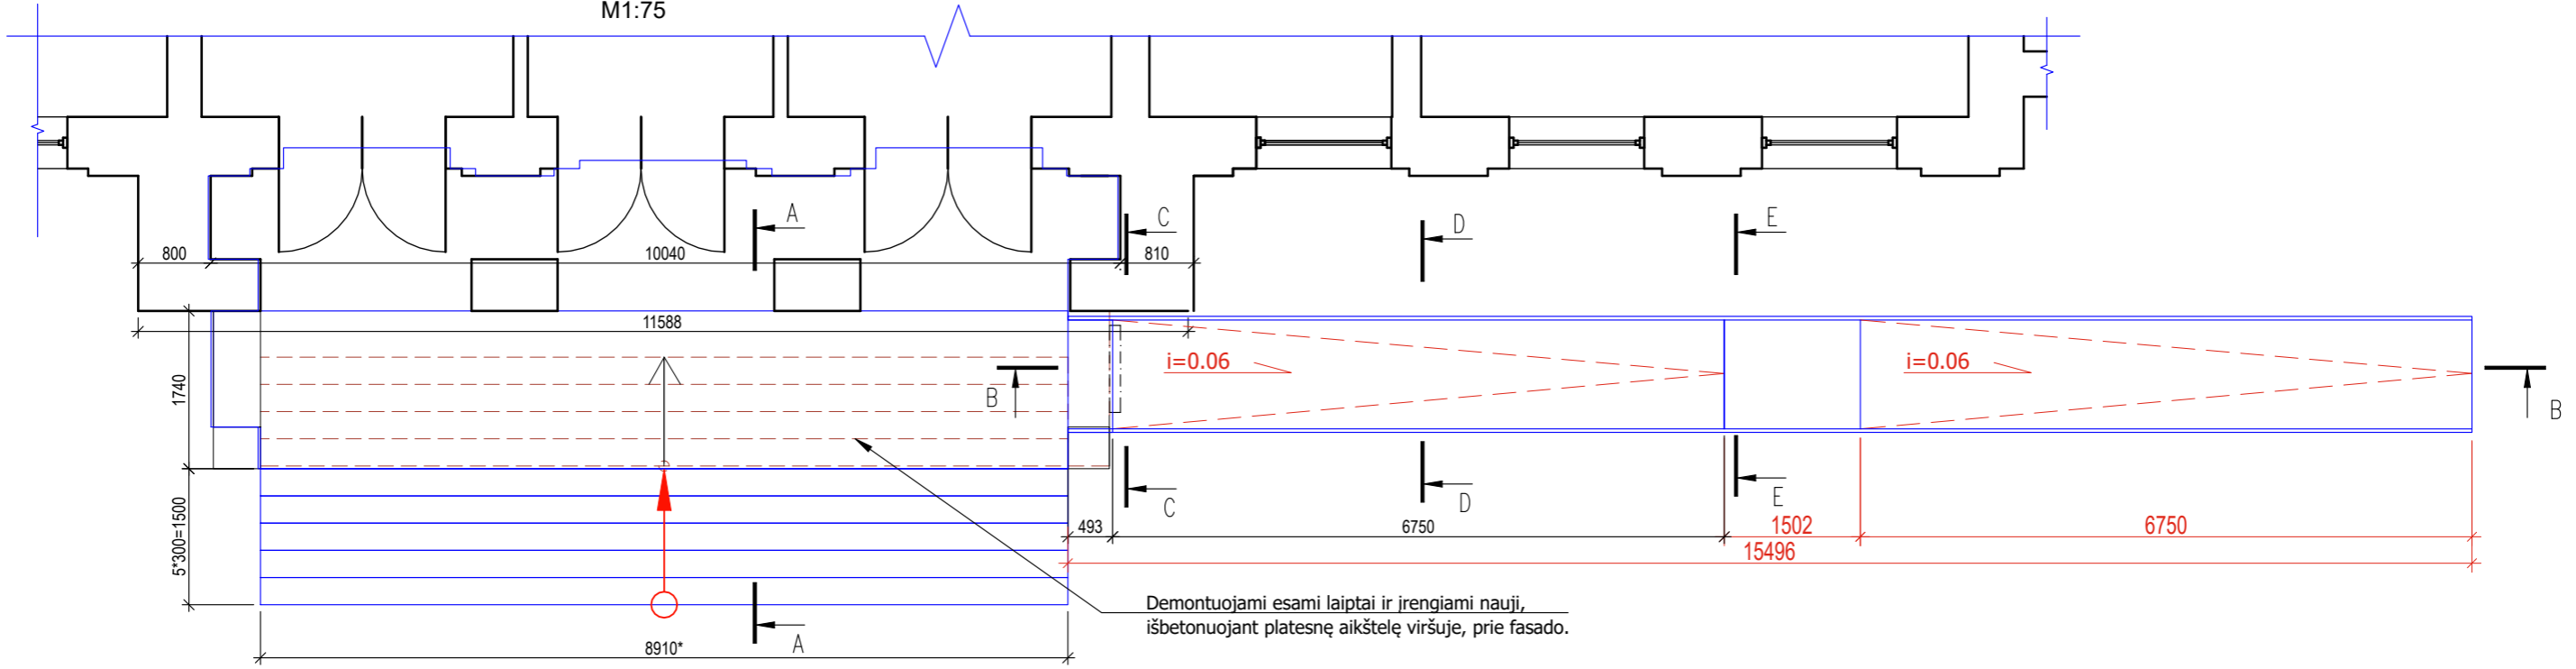 M1:75
A
C
D
E
800
10040
810
11588
i=0.06
i=0.06
B
B
1740
C
D
E
5*300=1500
493
6750
1502
6750
15496
Demontuojami esami laiptai ir įrengiami nauji,
išbetonuojant platesnę aikštelę viršuje, prie fasado.
A
8910*